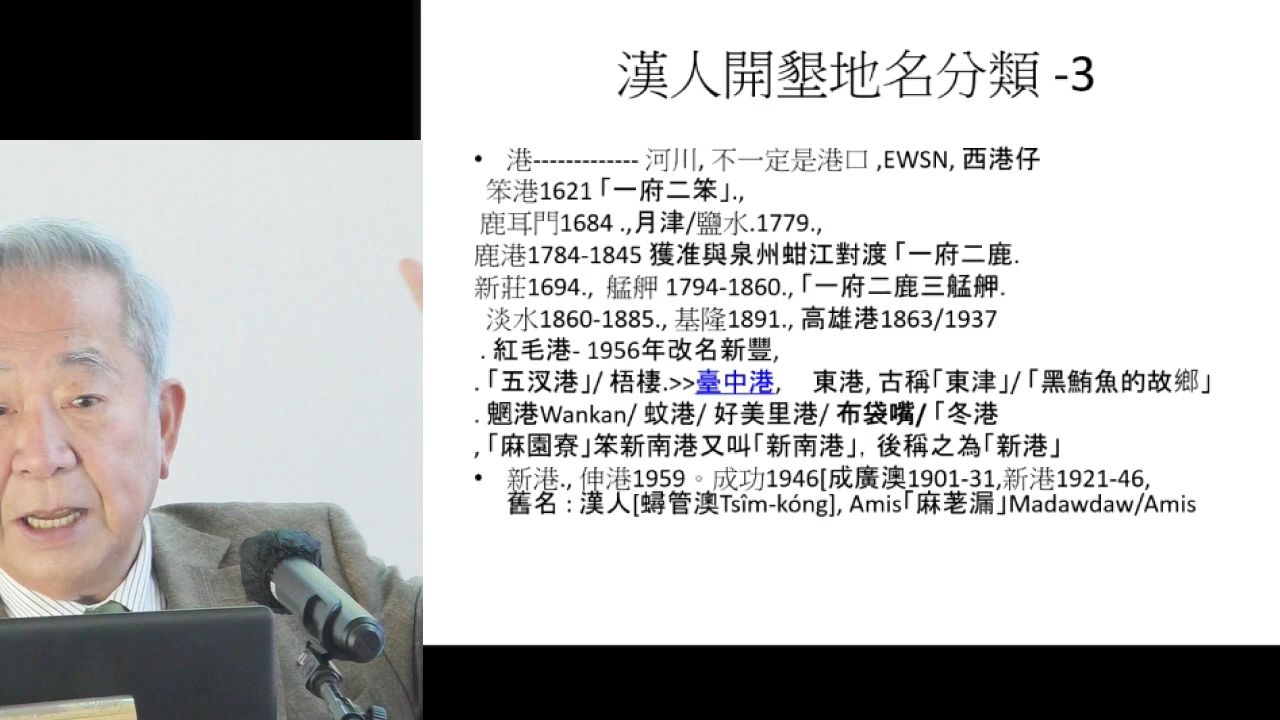 漢人開墾地名分類 -3
• 港------------- 河川, 不一定是港口 ,EWSN, 西港仔
笨港1621「一府二笨」.,
鹿耳門1684 .,月津/鹽水.1779.,
鹿港1784-1845 獲准與泉州蚶江對渡「一府二鹿.
新莊1694., 艋舺 1794-1860.,「一府二鹿三艋舺.
淡水1860-1885., 基隆1891., 高雄港1863/1937
. 紅毛港- 1956年改名新豐,
.「五汊港」/ 梧棲.>>臺中港, 東港, 古稱「東津」/「黑鮪魚的故鄉」
. 魍港Wankan/ 蚊港/ 好美里港/ 布袋嘴/「冬港
,「麻園寮」笨新南港又叫「新南港」, 後稱之為「新港」
• 新港., 伸港1959。成功1946[成廣澳1901-31,新港1921-46,
舊名 : 漢人[蟳管澳Tsîm-kóng], Amis「麻荖漏」Madawdaw/Amis